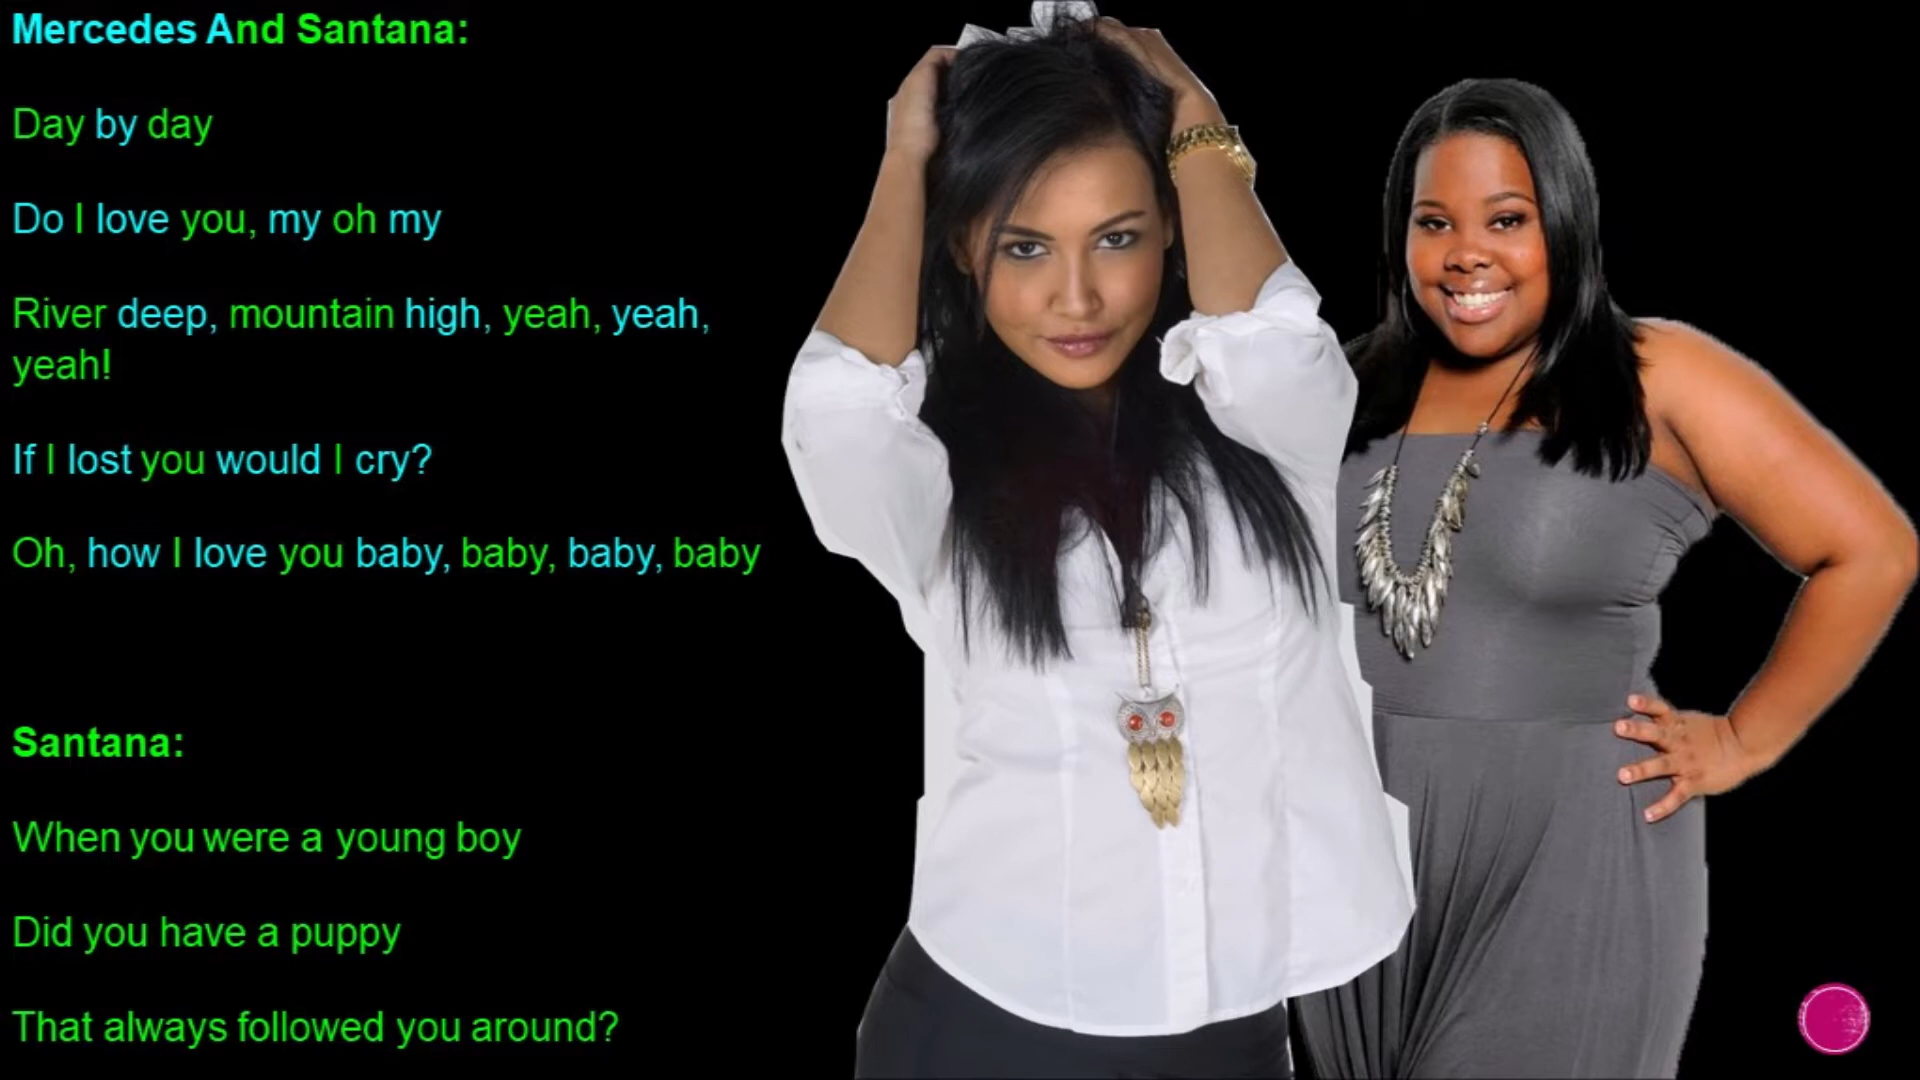 Mercedes And Santana:
Day by day
Do I love you, my oh my
River deep, mountain high, yeah, yeah,
yeah!
If I lost you would I cry?
Oh, how I love you baby, baby, baby, baby
Santana:
When you were a young boy
Did you have a puppy
That always followed you around?